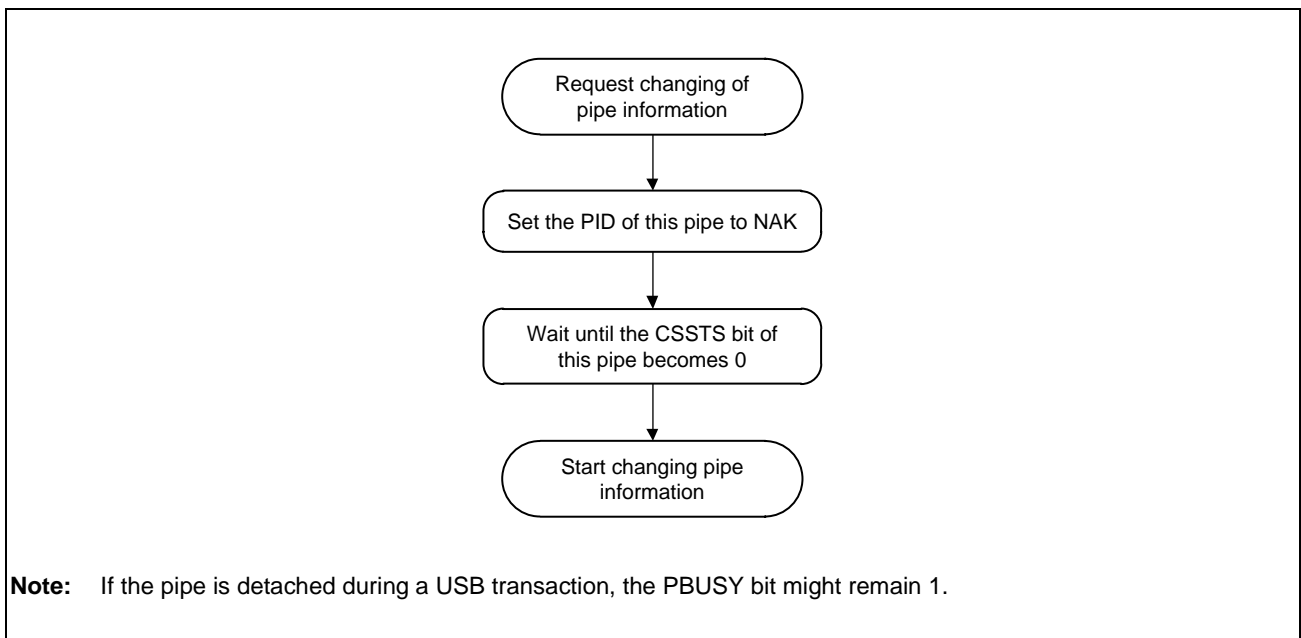 Request changing of
pipe information
Set the PID of this pipe to NAK
Wait until the CSSTS bit of
this pipe becomes 0
Start changing pipe
information
Note: If the pipe is detached during a USB transaction, the PBUSY bit might remain 1.